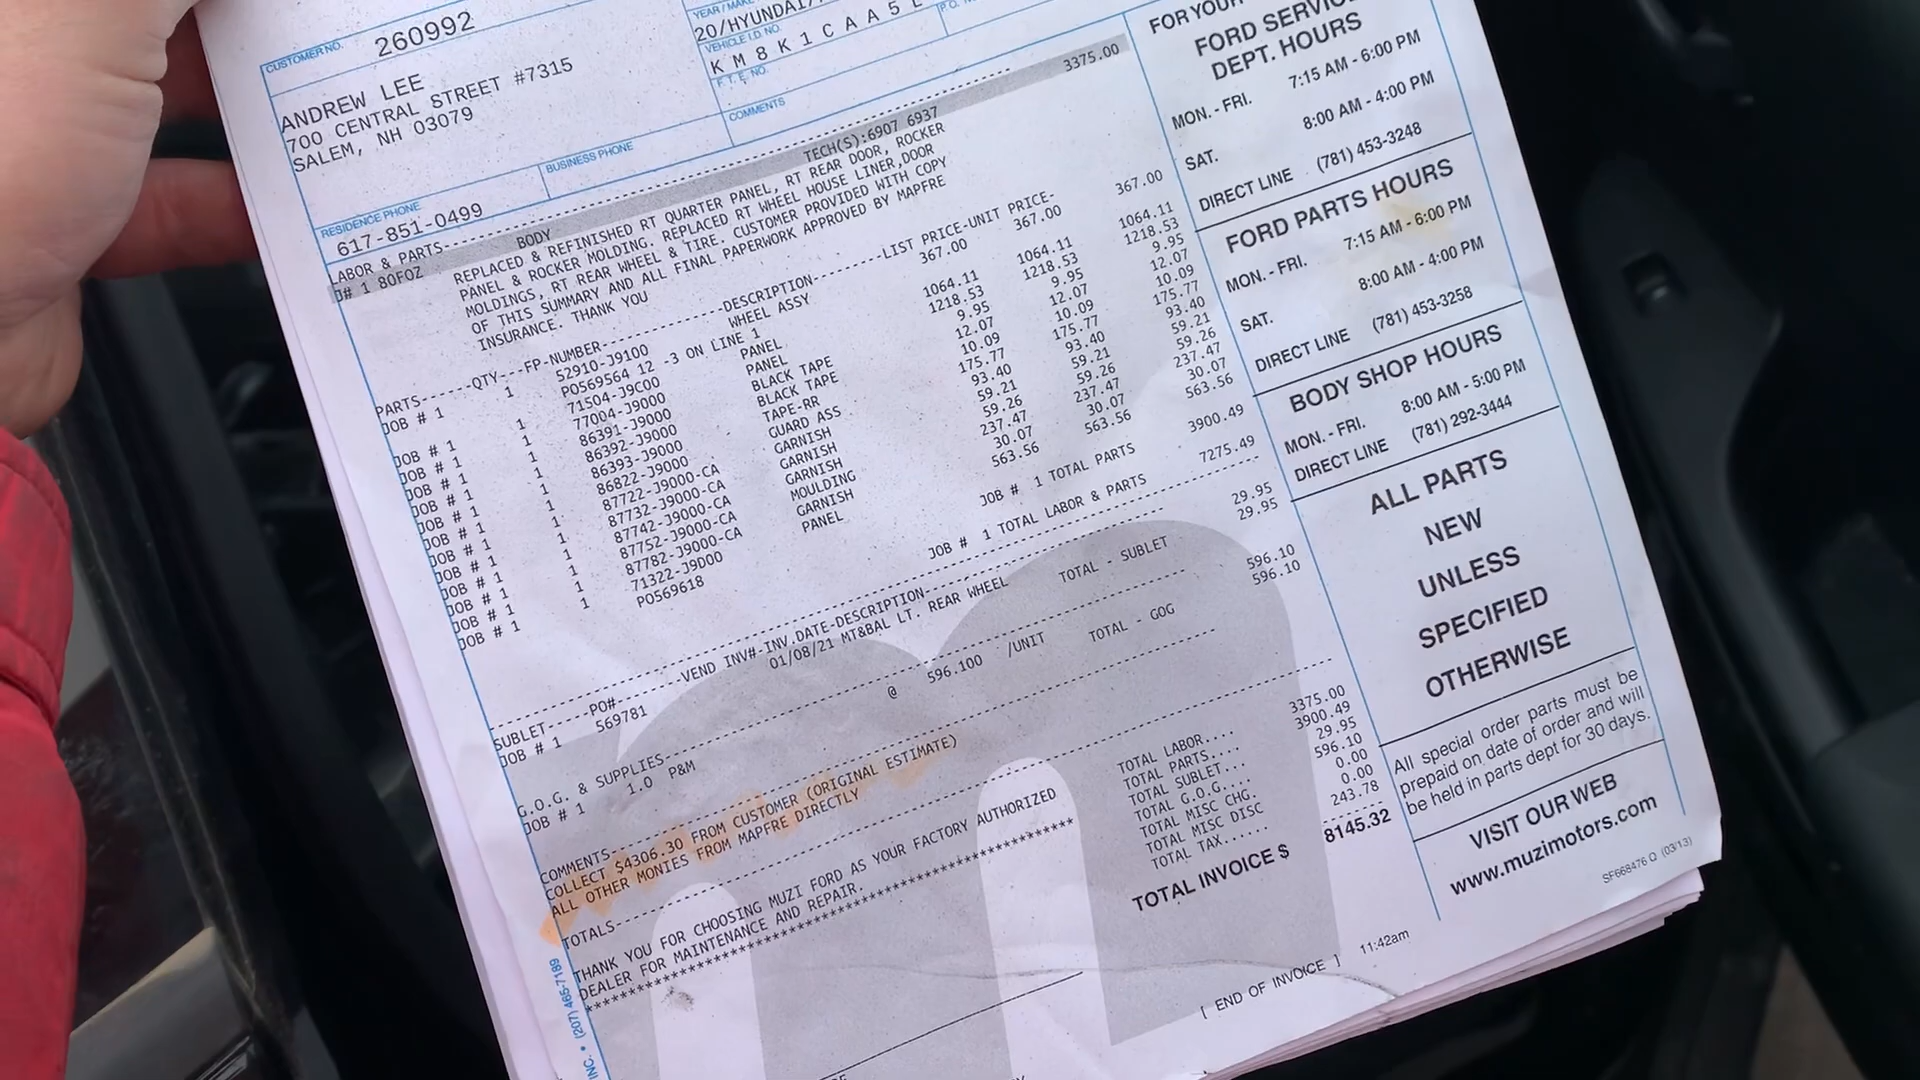 CUSTOMER NO. 260992
ANDREW LEE
700 CENTRAL STREET #7315
SALEM, NH 03079
RESIDENCE PHONE
617-851-0499
BUSINESS PHONE
YEAR / MAKE
20/HYUNDAI/
VEHICLE I.D. NO.
K M 8 K 1 C A A 5 L
F. T. E. NO.
P.O.
COMMENTS
LABOR & PARTS
J# 1 80FOZ BODY TECH(S):6907 6937 3375.00
REPLACED & REFINISHED RT QUARTER PANEL, RT REAR DOOR, ROCKER
PANEL & ROCKER MOLDING. REPLACED RT WHEEL HOUSE LINER,DOOR
MOLDINGS, RT REAR WHEEL & TIRE. CUSTOMER PROVIDED WITH COPY
OF THIS SUMMARY AND ALL FINAL PAPERWORK APPROVED BY MAPFRE
INSURANCE. THANK YOU
PARTS------QTY---FP-NUMBER---------------DESCRIPTION---------LIST PRICE-UNIT PRICE-
JOB # 1 1 52910-J9100 WHEEL ASSY 367.00 367.00 367.00
PO569564 12 -3 ON LINE 1
JOB # 1 1 71504-J9C00 PANEL 1064.11 1064.11 1064.11
JOB # 1 1 77004-J9000 PANEL 1218.53 1218.53 1218.53
JOB # 1 1 86391-J9000 BLACK TAPE 9.95 9.95 9.95
JOB # 1 1 86392-J9000 BLACK TAPE 12.07 12.07 12.07
JOB # 1 1 86393-J9000 TAPE-RR 10.09 10.09 10.09
JOB # 1 1 86822-J9000 GUARD ASS 175.77 175.77 175.77
JOB # 1 1 87722-J9000-CA GARNISH 93.40 93.40 93.40
JOB # 1 1 87732-J9000-CA GARNISH 59.21 59.21 59.21
JOB # 1 1 87742-J9000-CA GARNISH 59.26 59.26 59.26
JOB # 1 1 87752-J9000-CA MOULDING 237.47 237.47 237.47
JOB # 1 1 87782-J9000-CA GARNISH 30.07 30.07 30.07
JOB # 1 1 71322-J9D00 PANEL 563.56 563.56 563.56
PO569618
JOB # 1 TOTAL PARTS 3900.49
JOB # 1 TOTAL LABOR & PARTS 7275.49
SUBLET-----PO#-------VEND INV#-INV.DATE-DESCRIPTION
JOB # 1 569781 01/08/21 MT&BAL LT. REAR WHEEL 29.95
TOTAL - SUBLET 29.95
G.O.G. & SUPPLIES
JOB # 1 1.0 P&M @ 596.100 /UNIT 596.10
TOTAL - GOG 596.10
COMMENTS
COLLECT $4306.30 FROM CUSTOMER (ORIGINAL ESTIMATE)
ALL OTHER MONIES FROM MAPFRE DIRECTLY
TOTALS
THANK YOU FOR CHOOSING MUZI FORD AS YOUR FACTORY AUTHORIZED
DEALER FOR MAINTENANCE AND REPAIR.
TOTAL LABOR.... 3375.00
TOTAL PARTS.... 3900.49
TOTAL SUBLET... 29.95
TOTAL G.O.G.... 596.10
TOTAL MISC CHG. 0.00
TOTAL MISC DISC 0.00
TOTAL TAX...... 243.78
TOTAL INVOICE $ 8145.32
[ END OF INVOICE ] 11:42am
INC. • (207) 465-7189
FOR YOUR
FORD SERVICE
DEPT. HOURS
MON. - FRI. 7:15 AM - 6:00 PM
SAT. 8:00 AM - 4:00 PM
DIRECT LINE (781) 453-3248
FORD PARTS HOURS
MON. - FRI. 7:15 AM - 6:00 PM
SAT. 8:00 AM - 4:00 PM
DIRECT LINE (781) 453-3258
BODY SHOP HOURS
MON. - FRI. 8:00 AM - 5:00 PM
DIRECT LINE (781) 292-3444
ALL PARTS
NEW
UNLESS
SPECIFIED
OTHERWISE
All special order parts must be
prepaid on date of order and will
be held in parts dept for 30 days.
VISIT OUR WEB
www.muzimotors.com
SF668476 Q (03/13)